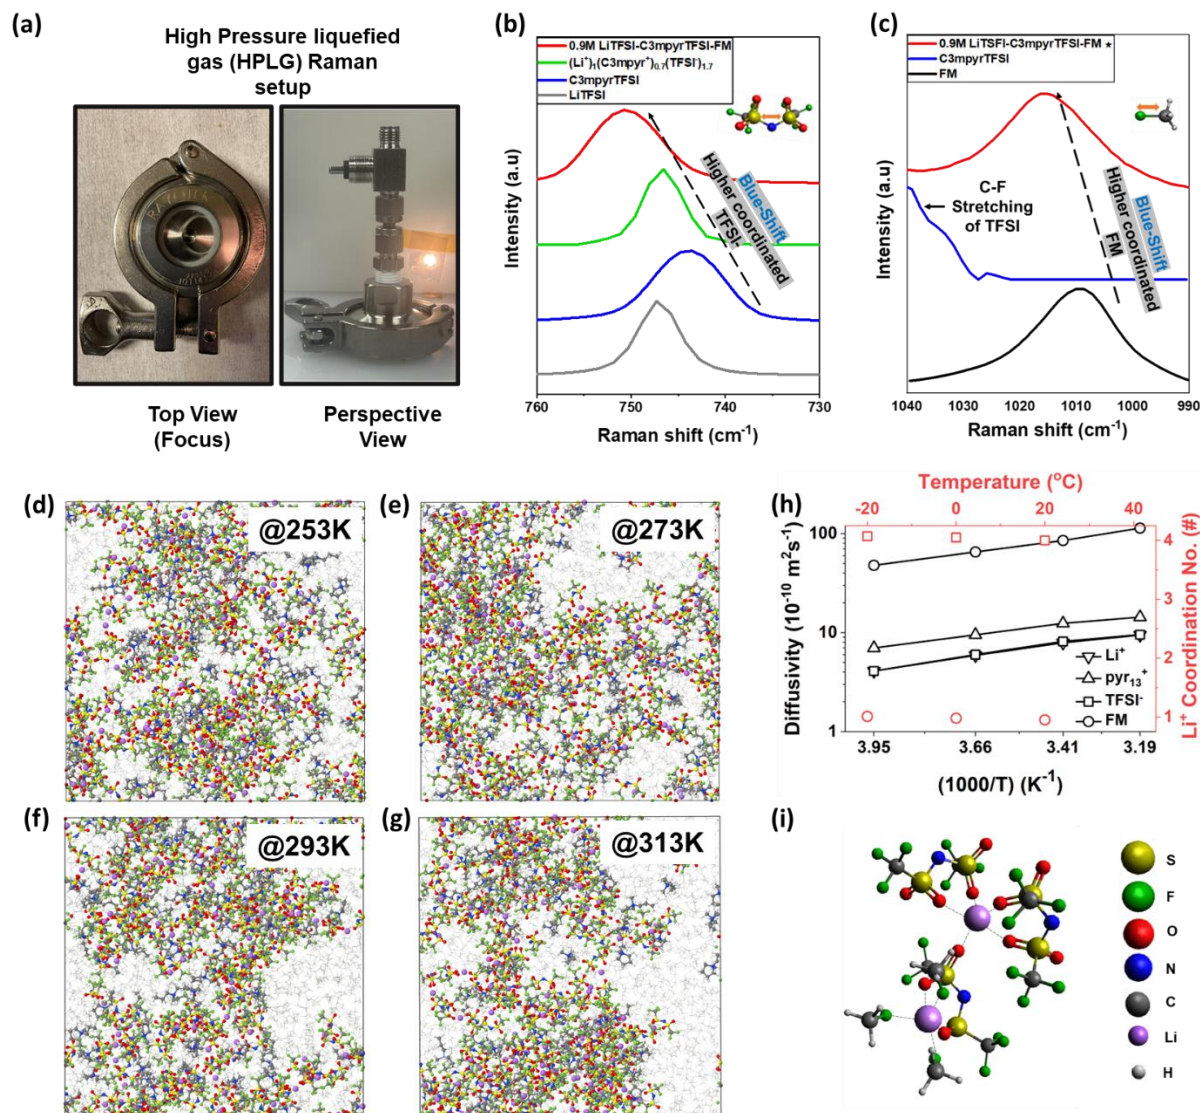 (a)
High Pressure liquefied
gas (HPLG) Raman
setup
Top View
(Focus)
Perspective
View
(b)
0.9M LiTFSI-C3mpyrTFSI-FM
(Li⁺)₁(C3mpyr⁺)₀.₇(TFSI⁻)₁.₇
C3mpyrTFSI
LiTFSI
Blue-Shift
Higher coordinated
TFSI-
Intensity (a.u)
760 750 740 730
Raman shift (cm⁻¹)
(c)
0.9M LiTSFI-C3mpyrTFSI-FM ★
C3mpyrTFSI
FM
C-F
Stretching
of TFSI
Blue-Shift
Higher coordinated
FM
Intensity (a.u
1040 1030 1020 1010 1000 990
Raman shift (cm⁻¹)
(d)
@253K
(e)
@273K
(f)
@293K
(g)
@313K
(h)
Temperature (°C)
-20 0 20 40
Diffusivity (10⁻¹⁰ m²s⁻¹)
100
10
1
Li⁺
pyr₁₃⁺
TFSI⁻
FM
Li⁺ Coordination No. (#)
4
3
2
1
3.95 3.66 3.41 3.19
(1000/T) (K⁻¹)
(i)
S
F
O
N
C
Li
H